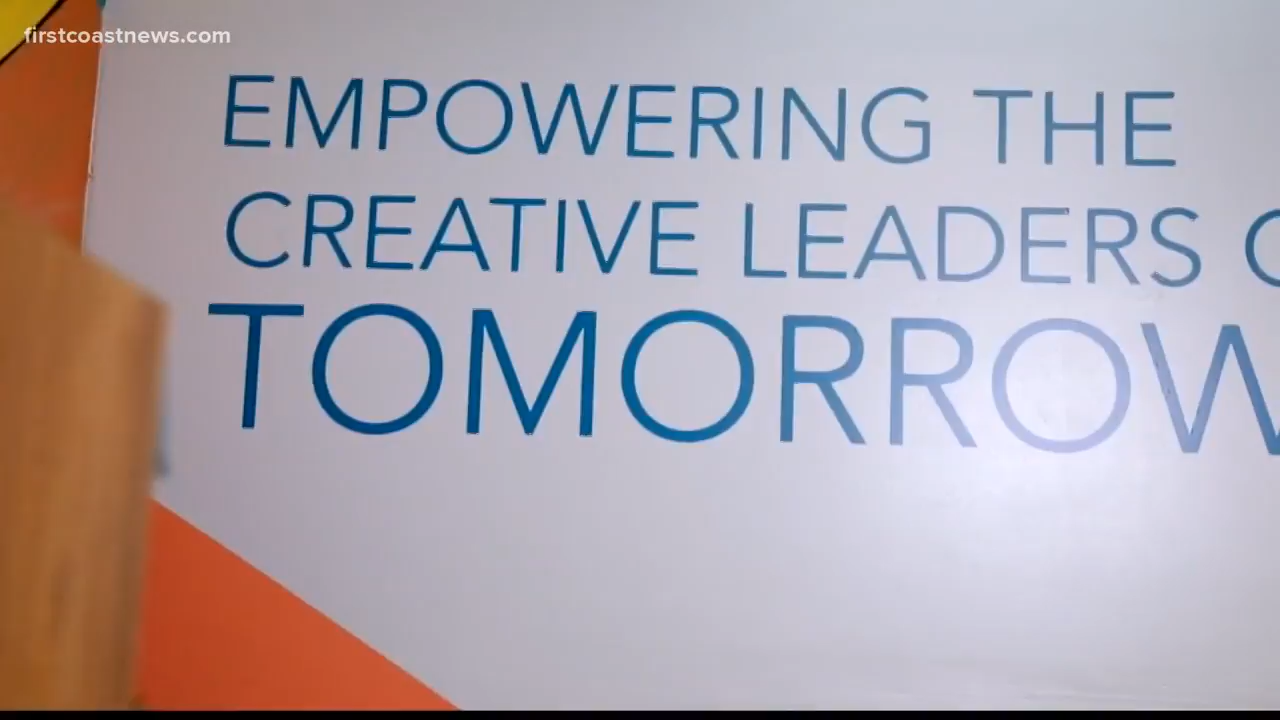 firstcoastnews.com
EMPOWERING THE
CREATIVE LEADERS
TOMORROW